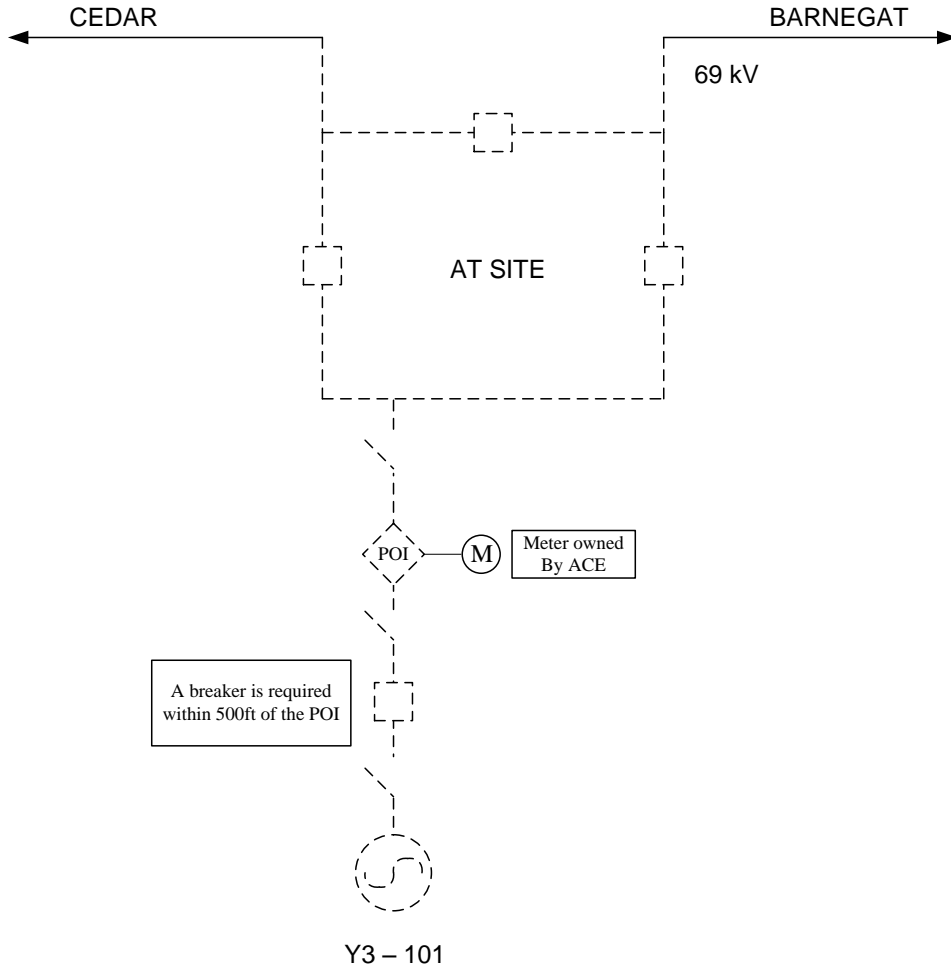 CEDAR
BARNEGAT
69 kV
AT SITE
POI
M
Meter owned
By ACE
A breaker is required
within 500ft of the POI
Y3 – 101